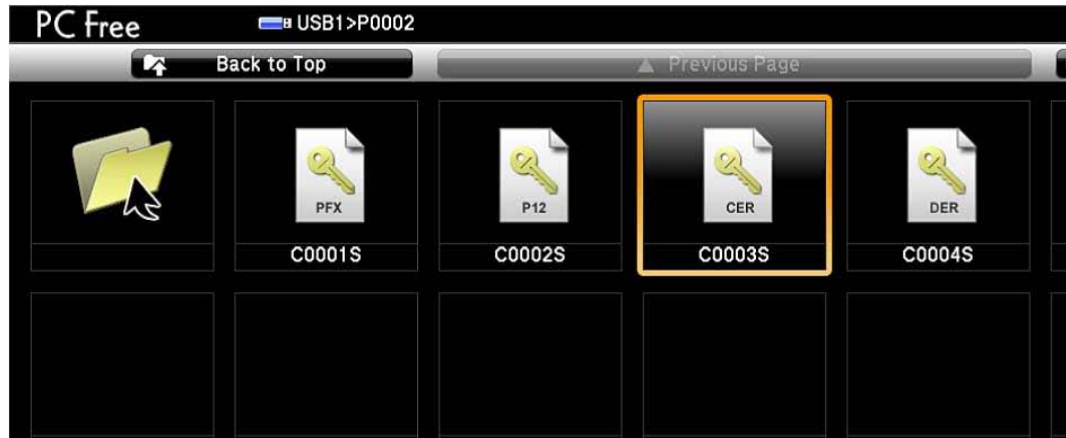 PC Free
USB1>P0002
Back to Top
Previous Page
PFX
P12
CER
DER
C0001S
C0002S
C0003S
C0004S